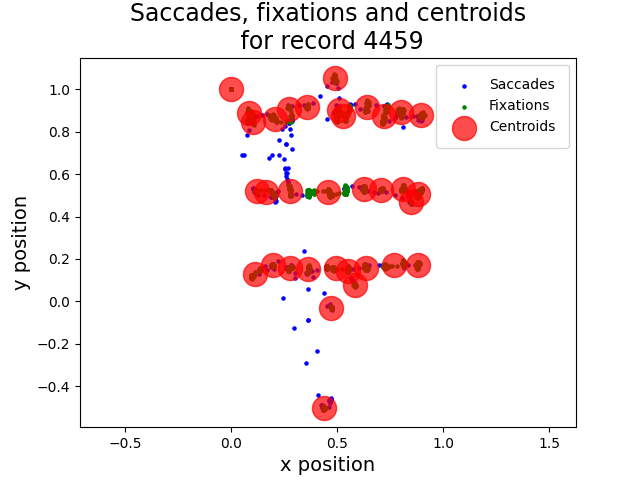 Saccades, fixations and centroids
for record 4459
Saccades
Fixations
Centroids
1.0
0.8
0.6
0.4
0.2
0.0
−0.2
−0.4
y position
−0.5
0.0
0.5
1.0
1.5
x position